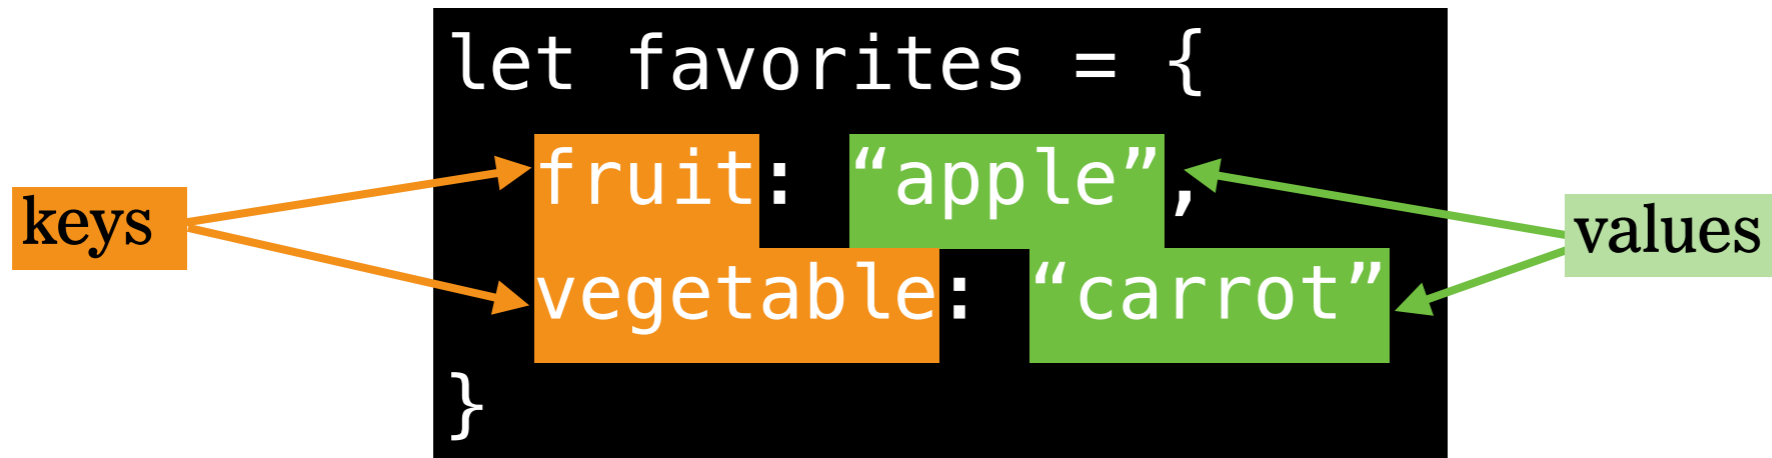 let favorites = {
fruit: “apple”,
vegetable: “carrot”
}
keys
values